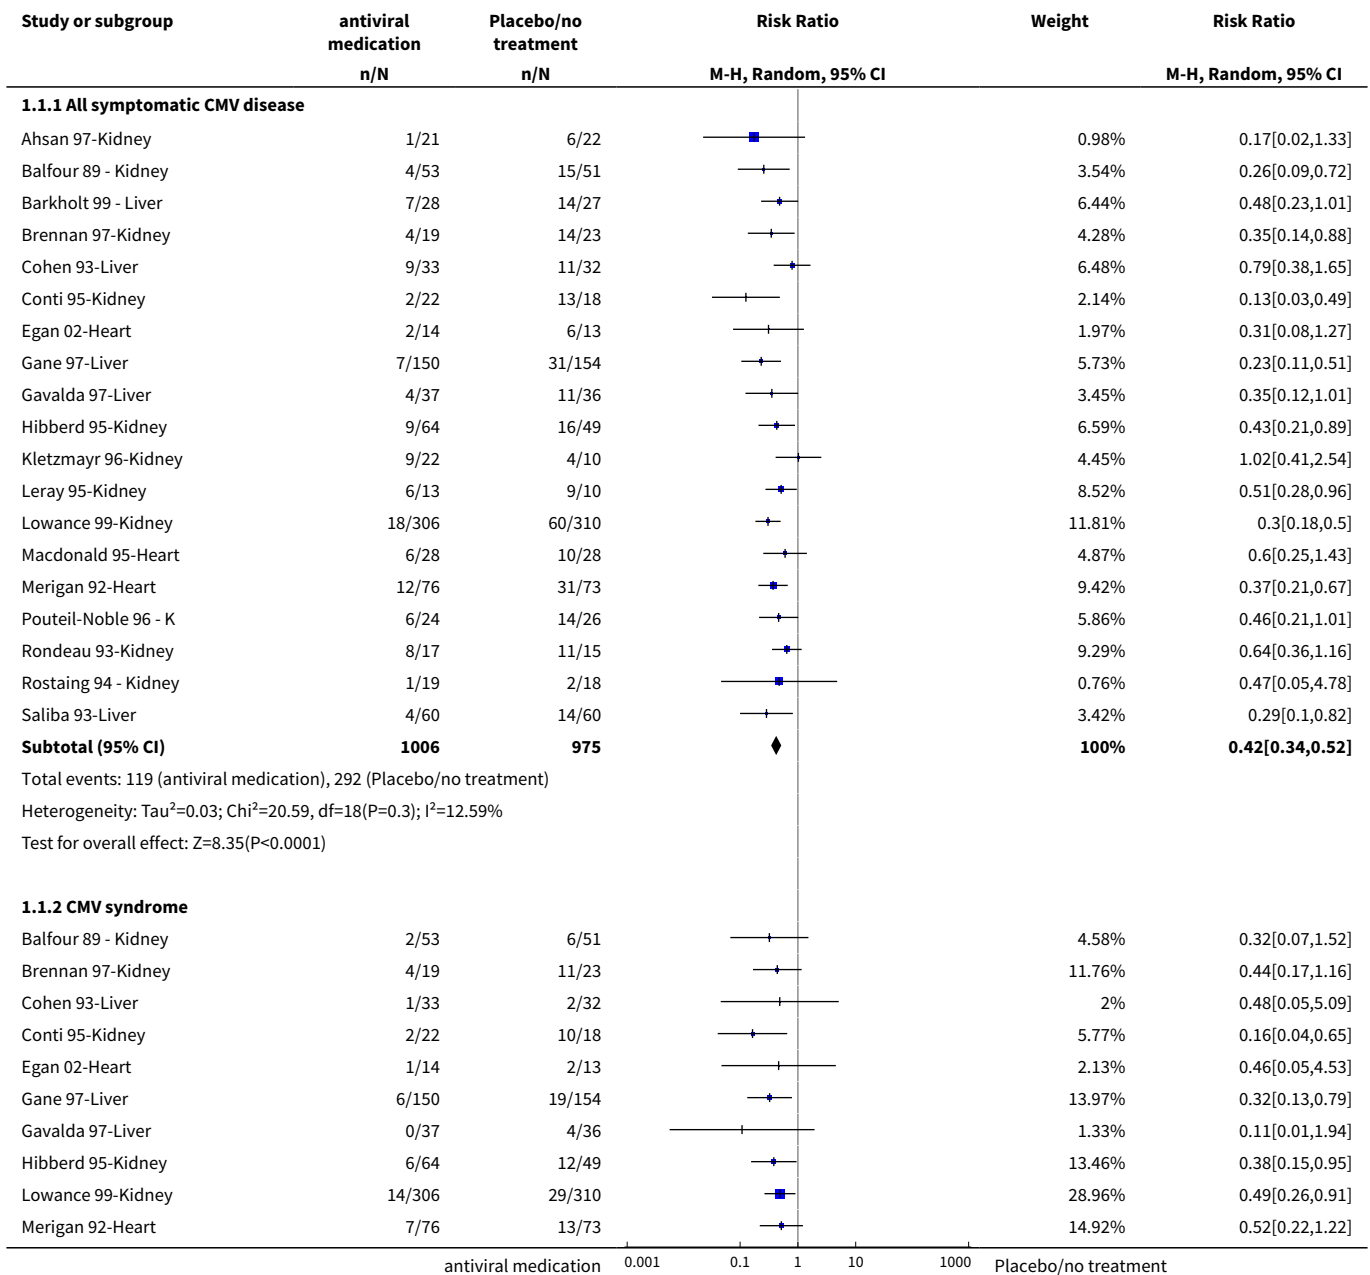 Study or subgroup antiviral medication Placebo/no treatment Risk Ratio Weight Risk Ratio
n/N n/N M-H, Random, 95% CI M-H, Random, 95% CI
1.1.1 All symptomatic CMV disease
Ahsan 97-Kidney 1/21 6/22 0.98% 0.17[0.02,1.33]
Balfour 89 - Kidney 4/53 15/51 3.54% 0.26[0.09,0.72]
Barkholt 99 - Liver 7/28 14/27 6.44% 0.48[0.23,1.01]
Brennan 97-Kidney 4/19 14/23 4.28% 0.35[0.14,0.88]
Cohen 93-Liver 9/33 11/32 6.48% 0.79[0.38,1.65]
Conti 95-Kidney 2/22 13/18 2.14% 0.13[0.03,0.49]
Egan 02-Heart 2/14 6/13 1.97% 0.31[0.08,1.27]
Gane 97-Liver 7/150 31/154 5.73% 0.23[0.11,0.51]
Gavalda 97-Liver 4/37 11/36 3.45% 0.35[0.12,1.01]
Hibberd 95-Kidney 9/64 16/49 6.59% 0.43[0.21,0.89]
Kletzmayr 96-Kidney 9/22 4/10 4.45% 1.02[0.41,2.54]
Leray 95-Kidney 6/13 9/10 8.52% 0.51[0.28,0.96]
Lowance 99-Kidney 18/306 60/310 11.81% 0.3[0.18,0.5]
Macdonald 95-Heart 6/28 10/28 4.87% 0.6[0.25,1.43]
Merigan 92-Heart 12/76 31/73 9.42% 0.37[0.21,0.67]
Pouteil-Noble 96 - K 6/24 14/26 5.86% 0.46[0.21,1.01]
Rondeau 93-Kidney 8/17 11/15 9.29% 0.64[0.36,1.16]
Rostaing 94 - Kidney 1/19 2/18 0.76% 0.47[0.05,4.78]
Saliba 93-Liver 4/60 14/60 3.42% 0.29[0.1,0.82]
Subtotal (95% CI) 1006 975 100% 0.42[0.34,0.52]
Total events: 119 (antiviral medication), 292 (Placebo/no treatment)
Heterogeneity: Tau²=0.03; Chi²=20.59, df=18(P=0.3); I²=12.59%
Test for overall effect: Z=8.35(P<0.0001)
1.1.2 CMV syndrome
Balfour 89 - Kidney 2/53 6/51 4.58% 0.32[0.07,1.52]
Brennan 97-Kidney 4/19 11/23 11.76% 0.44[0.17,1.16]
Cohen 93-Liver 1/33 2/32 2% 0.48[0.05,5.09]
Conti 95-Kidney 2/22 10/18 5.77% 0.16[0.04,0.65]
Egan 02-Heart 1/14 2/13 2.13% 0.46[0.05,4.53]
Gane 97-Liver 6/150 19/154 13.97% 0.32[0.13,0.79]
Gavalda 97-Liver 0/37 4/36 1.33% 0.11[0.01,1.94]
Hibberd 95-Kidney 6/64 12/49 13.46% 0.38[0.15,0.95]
Lowance 99-Kidney 14/306 29/310 28.96% 0.49[0.26,0.91]
Merigan 92-Heart 7/76 13/73 14.92% 0.52[0.22,1.22]
antiviral medication 0.001 0.1 1 10 1000 Placebo/no treatment